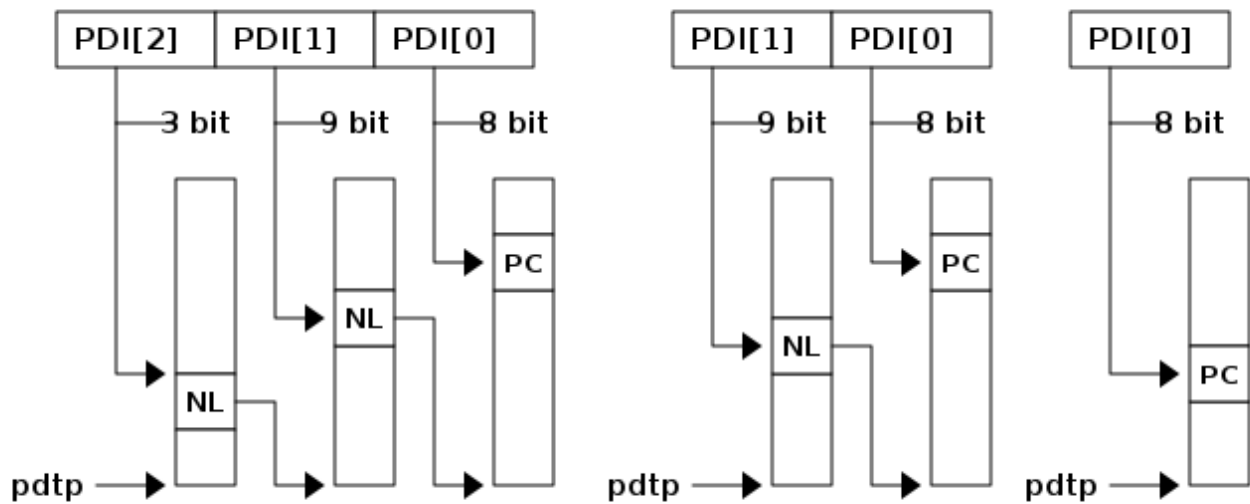 PDI[2] PDI[1] PDI[0] PDI[1] PDI[0] PDI[0]
3 bit 9 bit 8 bit 9 bit 8 bit 8 bit
PC PC
NL
NL
PC
NL
pdtp pdtp pdtp